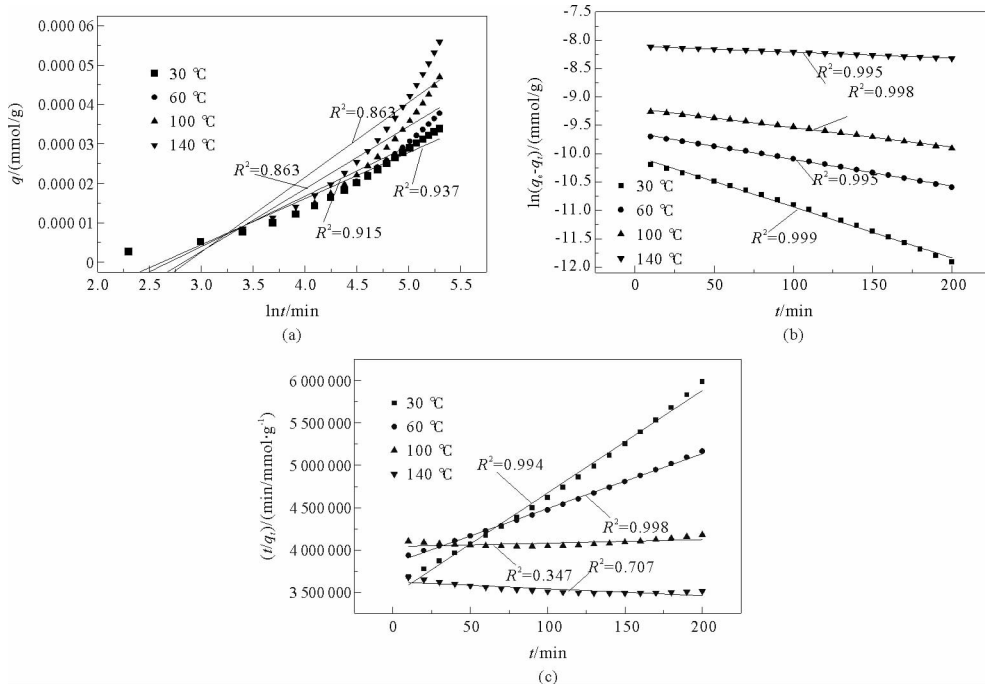 0.000 06
0.000 05
0.000 04
0.000 03
0.000 02
0.000 01
0
q/(mmol/g)
30 ℃
60 ℃
100 ℃
140 ℃
R²=0.863
R²=0.863
R²=0.937
R²=0.915
2.0 2.5 3.0 3.5 4.0 4.5 5.0 5.5
lnt/min
(a)
-7.5
-8.0
-8.5
-9.0
-9.5
-10.0
-10.5
-11.0
-11.5
-12.0
ln(qₑ-qₜ)/(mmol/g)
R²=0.995
R²=0.998
R²=0.995
R²=0.999
30 ℃
60 ℃
100 ℃
140 ℃
0 50 100 150 200
t/min
(b)
6 000 000
5 500 000
5 000 000
4 500 000
4 000 000
3 500 000
(t/qₜ)/(min/mmol·g⁻¹)
30 ℃
60 ℃
100 ℃
140 ℃
R²=0.994
R²=0.998
R²=0.347
R²=0.707
0 50 100 150 200
t/min
(c)